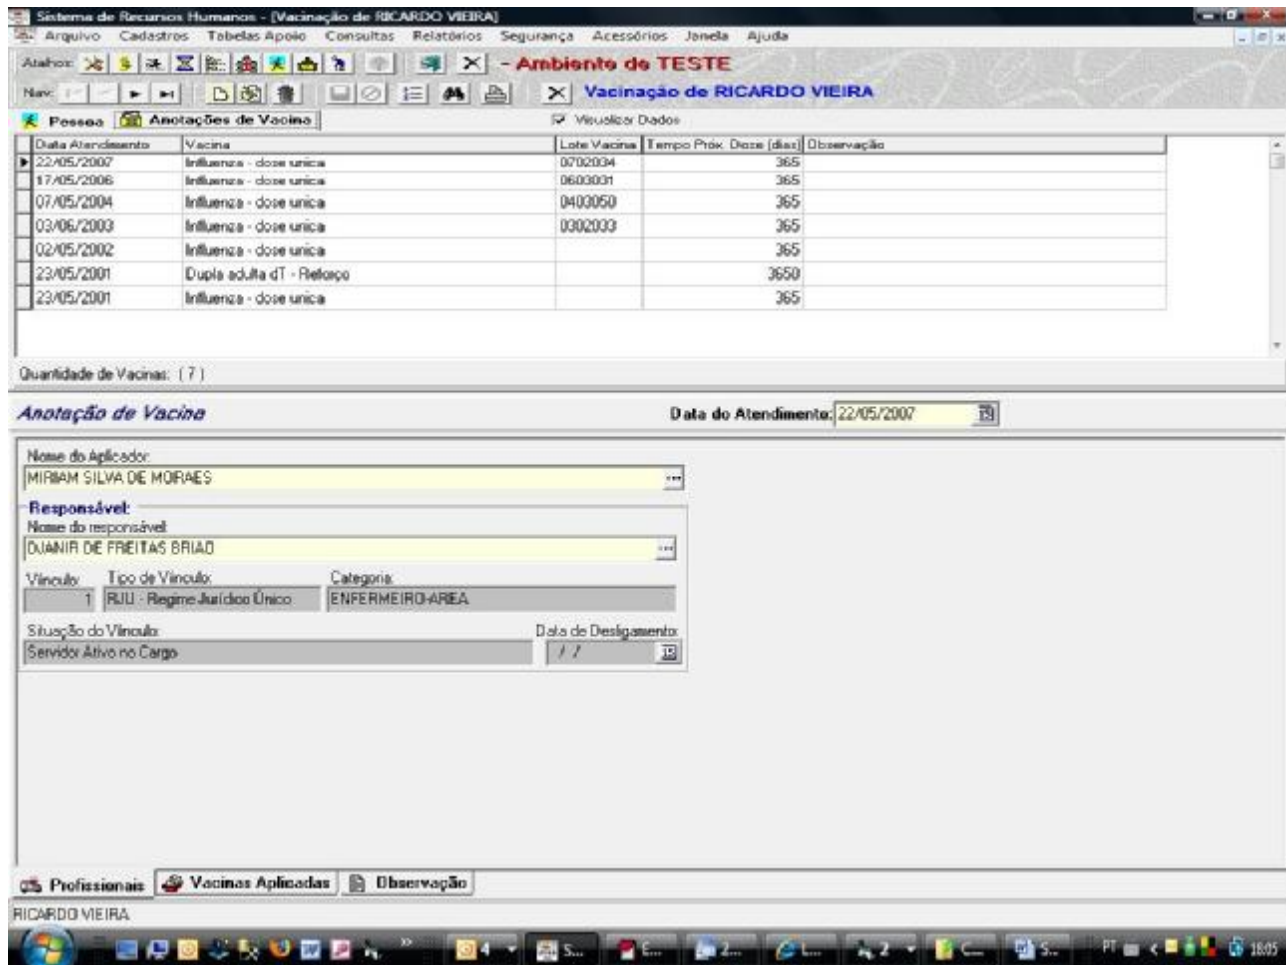 Sistema de Recursos Humanos - [Vacinação de RICARDO VIEIRA]
Arquivo Cadastros Tabelas Apoio Consultas Relatórios Segurança Acessórios Janela Ajuda
Atalhos: - Ambiente de TESTE
Nav: Vacinação de RICARDO VIEIRA
Pessoa Anotações de Vacina Visualizar Dados
Data Atendimento Vacina Lote Vacina Tempo Próx. Dose (dias) Observação
22/05/2007 Influenza - dose unica 0702034 365
17/05/2006 Influenza - dose unica 0603031 365
07/05/2004 Influenza - dose unica 0403050 365
03/06/2003 Influenza - dose unica 0302033 365
02/05/2002 Influenza - dose unica 365
23/05/2001 Dupla adulta dT - Reforço 3650
23/05/2001 Influenza - dose unica 365
Quantidade de Vacinas: ( 7 )
Anotação de Vacina Data do Atendimento: 22/05/2007 15
Nome do Aplicador:
MIRIAM SILVA DE MORAES ...
Responsável:
Nome do responsável:
DJANIR DE FREITAS BRIAO ...
Vínculo: Tipo de Vínculo: Categoria:
1 RJU - Regime Jurídico Único ENFERMEIRO-AREA
Situação do Vínculo: Data de Desligamento:
Servidor Ativo no Cargo / / 15
Profissionais Vacinas Aplicadas Observação
RICARDO VIEIRA
» 4 S... E... 2... L... 2 C... S... PT < 18:05